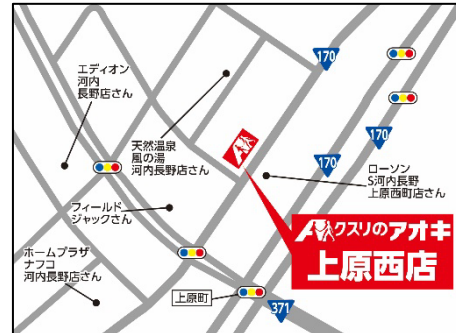 170
エディオン
河内
長野店さん
天然温泉
風の湯
河内長野店さん
170
170
ローソン
S河内長野
上原西町店さん
フィールド
ジャックさん
クスリのアオキ
上原西店
ホームプラザ
ナフコ
河内長野店さん
上原町
371